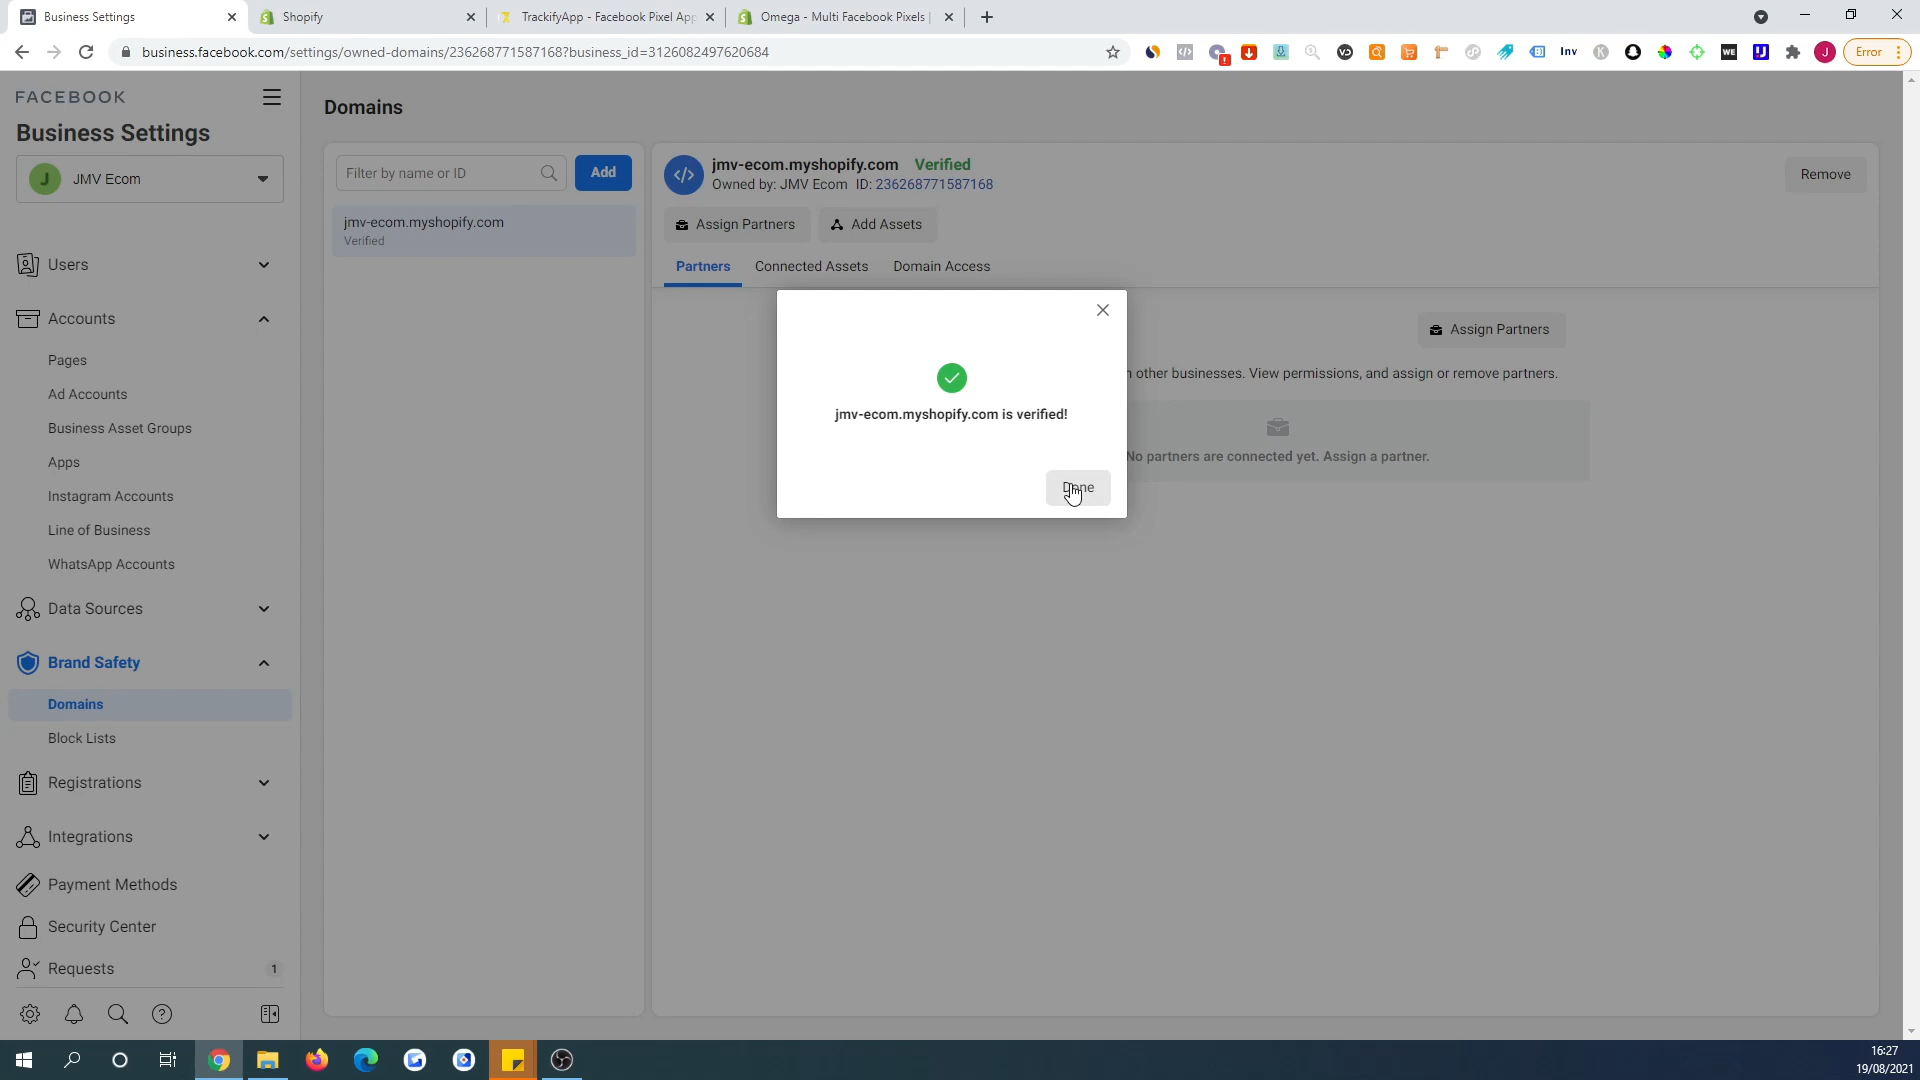 Business Settings
Shopify
TrackifyApp - Facebook Pixel App
Omega - Multi Facebook Pixels
business.facebook.com/settings/owned-domains/236268771587168?business_id=3126082497620684
Inv
WE
J
Error
FACEBOOK
Business Settings
J
JMV Ecom
Users
Accounts
Pages
Ad Accounts
Business Asset Groups
Apps
Instagram Accounts
Line of Business
WhatsApp Accounts
Data Sources
Brand Safety
Domains
Block Lists
Registrations
Integrations
Payment Methods
Security Center
Requests
1
Domains
Filter by name or ID
Add
jmv-ecom.myshopify.com
Verified
jmv-ecom.myshopify.com Verified
Owned by: JMV Ecom ID: 236268771587168
Remove
Assign Partners
Add Assets
Partners
Connected Assets
Domain Access
Assign Partners
other businesses. View permissions, and assign or remove partners.
No partners are connected yet. Assign a partner.
jmv-ecom.myshopify.com is verified!
Done
16:27
19/08/2021